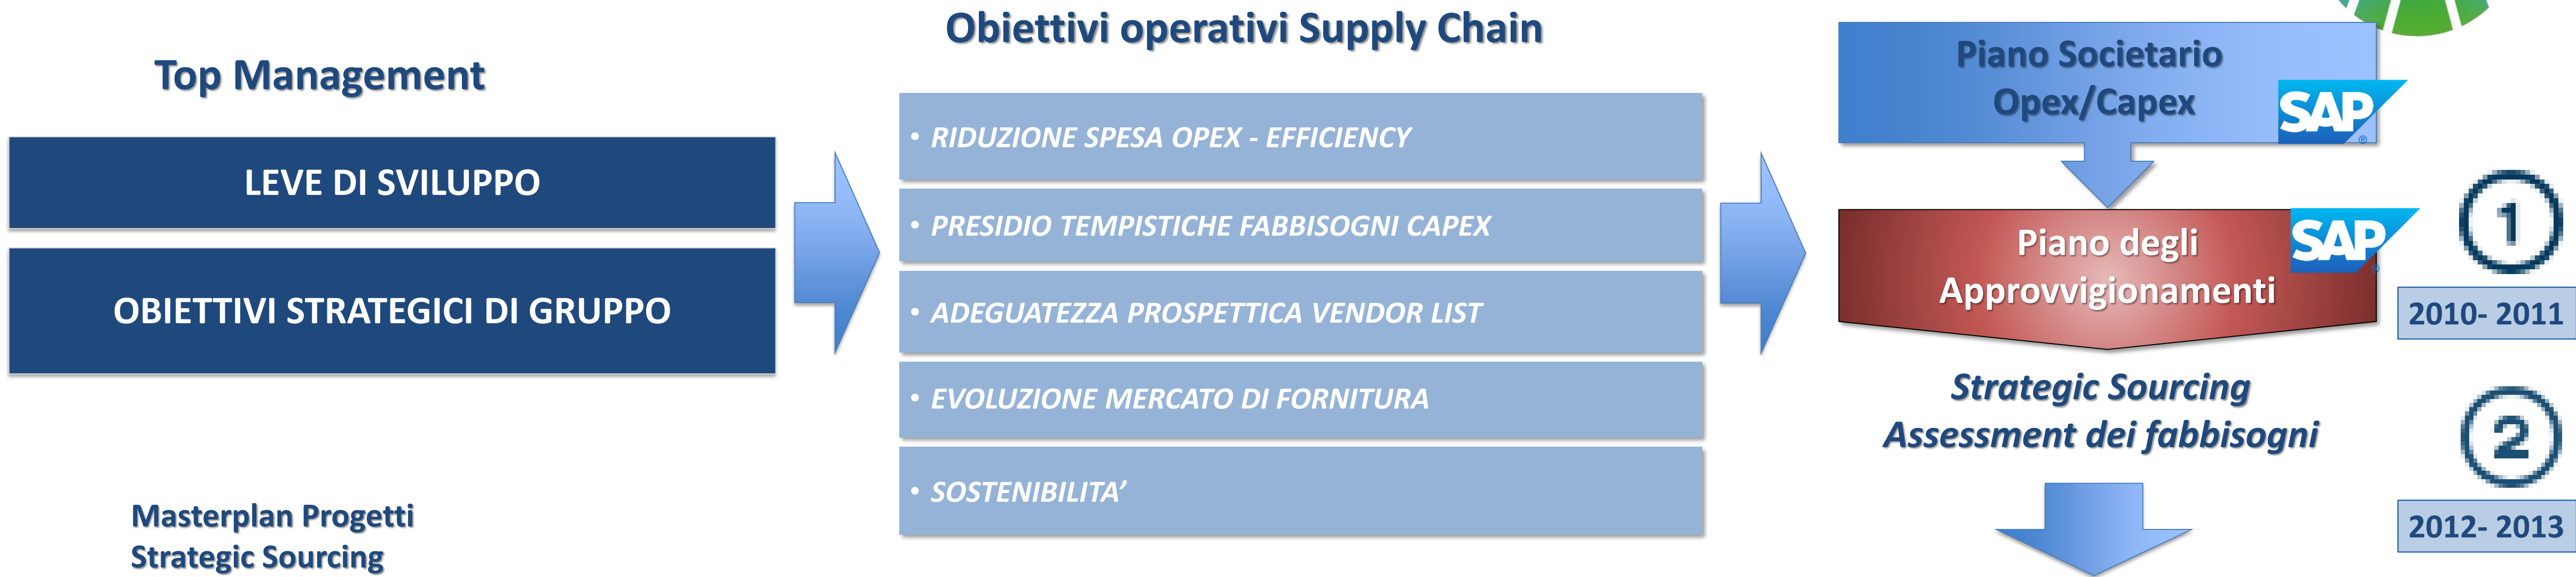 Top Management
LEVE DI SVILUPPO
OBIETTIVI STRATEGICI DI GRUPPO
Masterplan Progetti
Strategic Sourcing
Obiettivi operativi Supply Chain
• RIDUZIONE SPESA OPEX - EFFICIENCY
• PRESIDIO TEMPISTICHE FABBISOGNI CAPEX
• ADEGUATEZZA PROSPETTICA VENDOR LIST
• EVOLUZIONE MERCATO DI FORNITURA
• SOSTENIBILITA’
Piano Societario
Opex/Capex
SAP®
Piano degli
Approvvigionamenti
SAP®
1
2010- 2011
Strategic Sourcing
Assessment dei fabbisogni
2
2012- 2013